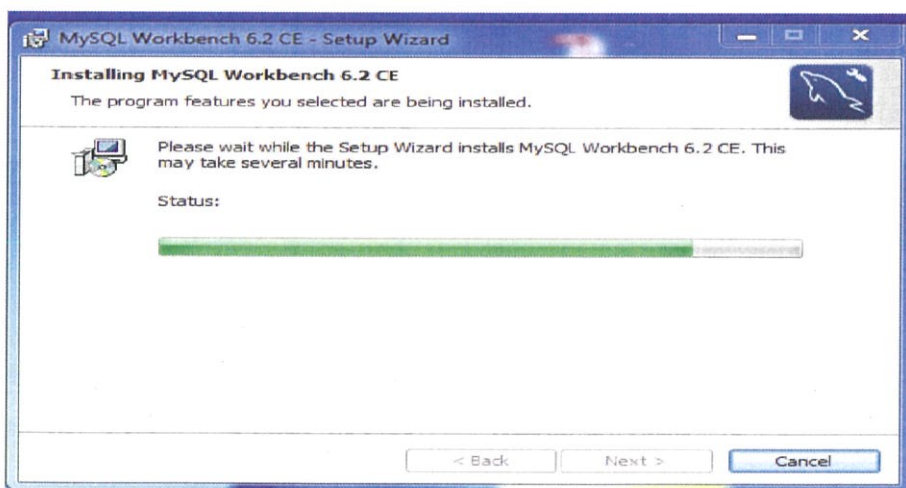 MySQL Workbench 6.2 CE - Setup Wizard
Installing MySQL Workbench 6.2 CE
The program features you selected are being installed.
Please wait while the Setup Wizard installs MySQL Workbench 6.2 CE. This
may take several minutes.
Status:
< Back
Next >
Cancel